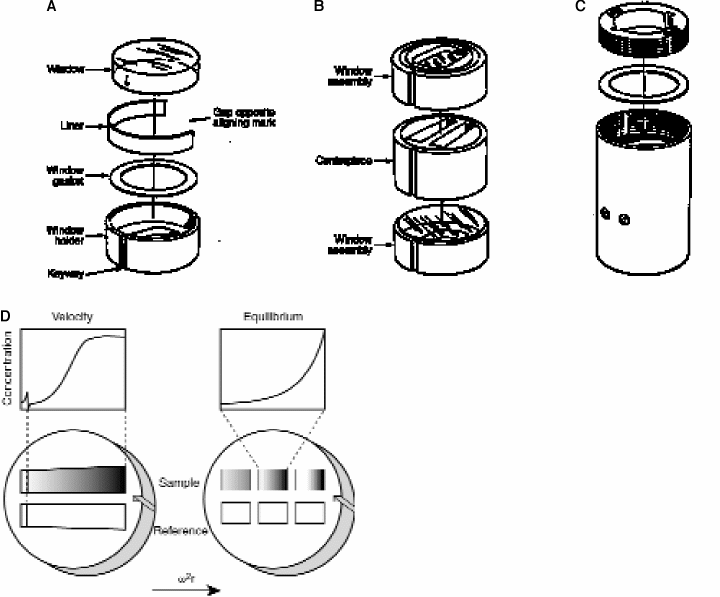 A
Window
Liner
Gap opposite
aligning mark
Window
gasket
Window
holder
Keyway
B
Window
assembly
Centerpiece
Window
assembly
C
D
Velocity
Equilibrium
Concentration
Sample
Reference
ω²r